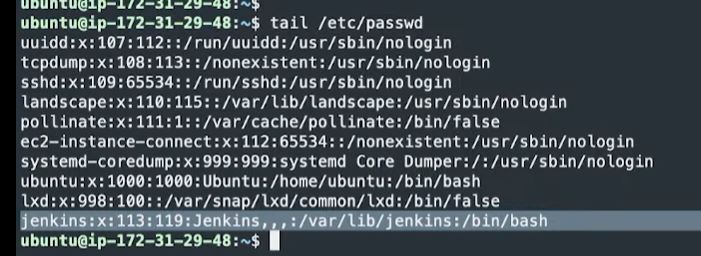 ubuntu@ip-172-31-29-48:~$
ubuntu@ip-172-31-29-48:~$ tail /etc/passwd
uuidd:x:107:112::/run/uuidd:/usr/sbin/nologin
tcpdump:x:108:113::/nonexistent:/usr/sbin/nologin
sshd:x:109:65534::/run/sshd:/usr/sbin/nologin
landscape:x:110:115::/var/lib/landscape:/usr/sbin/nologin
pollinate:x:111:1::/var/cache/pollinate:/bin/false
ec2-instance-connect:x:112:65534::/nonexistent:/usr/sbin/nologin
systemd-coredump:x:999:999:systemd Core Dumper:/:/usr/sbin/nologin
ubuntu:x:1000:1000:Ubuntu:/home/ubuntu:/bin/bash
lxd:x:998:100::/var/snap/lxd/common/lxd:/bin/false
jenkins:x:113:119:Jenkins,,,:/var/lib/jenkins:/bin/bash
ubuntu@ip-172-31-29-48:~$